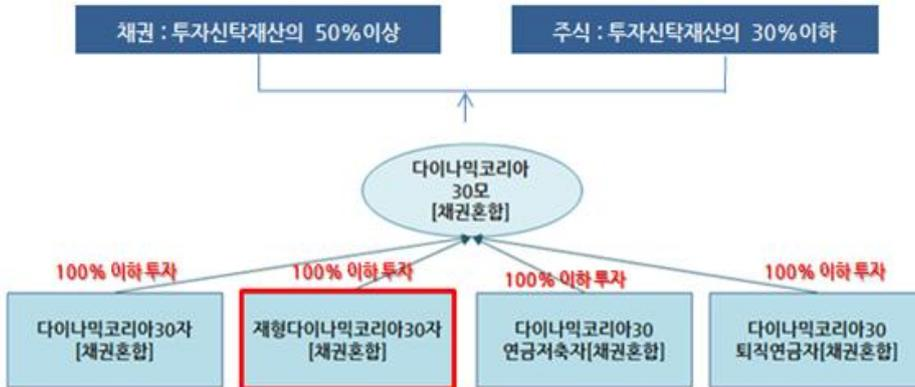 채권 : 투자신탁재산의 50%이상
주식 : 투자신탁재산의 30%이하
다이나믹코리아
30모
[채권혼합]
100% 이하 투자
100% 이하 투자
100% 이하 투자
100% 이하 투자
다이나믹코리아30자
[채권혼합]
재형다이나믹코리아30자
[채권혼합]
다이나믹코리아30
연금저축자[채권혼합]
다이나믹코리아30
퇴직연금자[채권혼합]